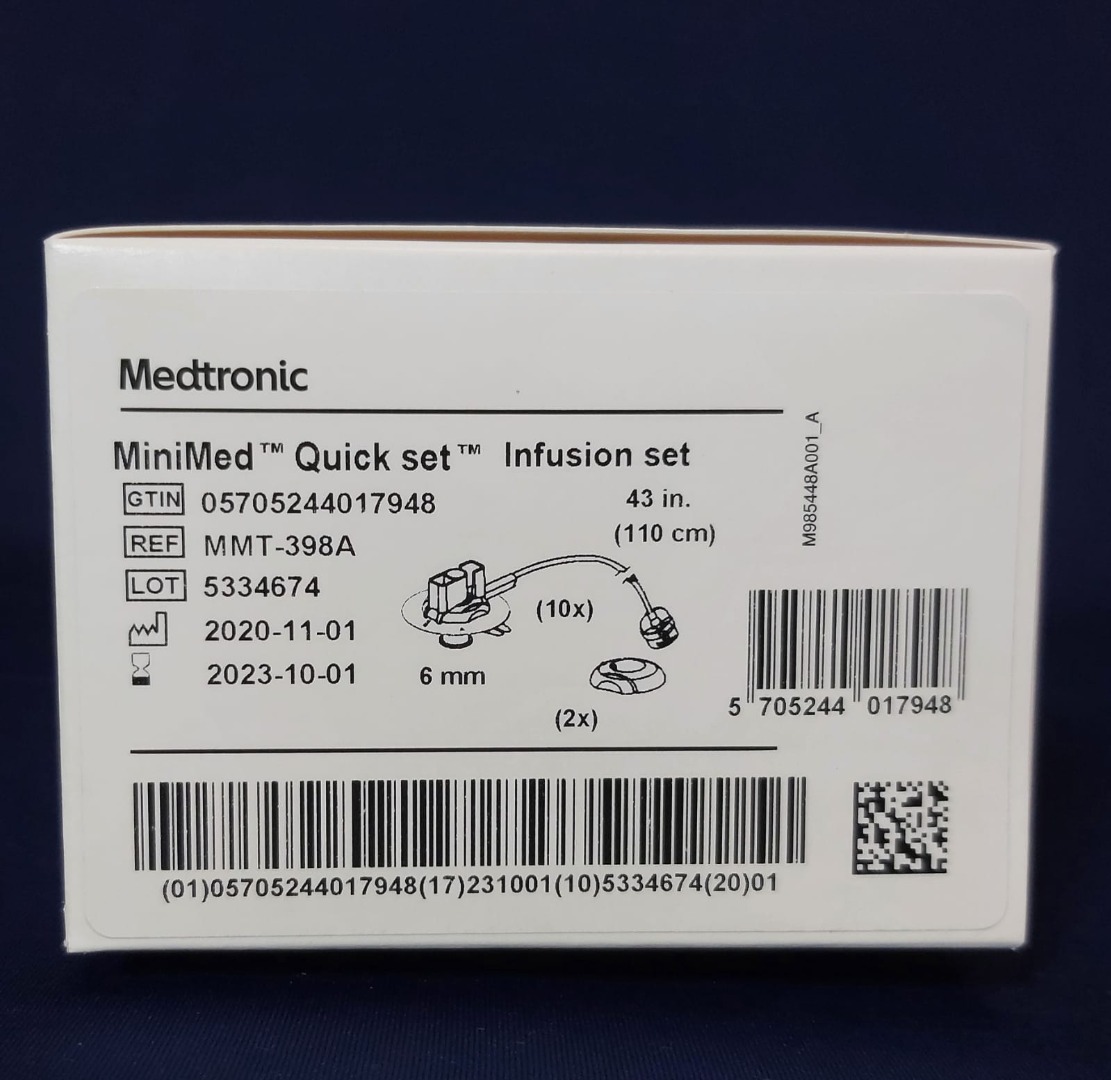 Medtronic
MiniMed™ Quick set™ Infusion set
GTIN 05705244017948
43 in.
(110 cm)
REF MMT-398A
LOT 5334674
2020-11-01
2023-10-01
(10x)
6 mm
(2x)
M985448A001_A
5 705244 017948
(01)05705244017948(17)231001(10)5334674(20)01